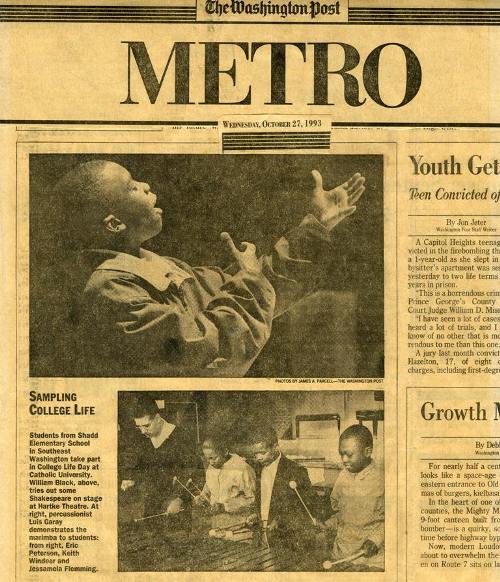 The Washington Post
METRO
WEDNESDAY, OCTOBER 27, 1993
PHOTOS BY JAMES A. PARCELL—THE WASHINGTON POST
SAMPLING
COLLEGE LIFE
Students from Shadd
Elementary School
in Southeast
Washington take part
in College Life Day at
Catholic University.
William Black, above,
tries out some
Shakespeare on stage
at Hartke Theatre. At
right, percussionist
Luis Garay
demonstrates the
marimba to students:
from right, Eric
Peterson, Keith
Windear and
Jessamela Flemming.
Youth Get
Teen Convicted of
By Jon Jeter
Washington Post Staff Writer
A Capitol Heights teenag
victed in the firebombing tha
a 1-year-old as she slept in
bysitter's apartment was sen
yesterday to two life terms
years in prison.
"This is a horrendous crim
Prince George's County
Court Judge William D. Miss
"I have seen a lot of cases
heard a lot of trials, and I
know of no other that is mo
rendous to me than this one.
A jury last month convict
Hazelton, 17, of eight c
charges, including first-degr
Growth M
By Debb
Washington
For nearly half a cent
looks like a space-age
eastern entrance to Old
mas of burgers, kielbasa
In the heart of one of
counties, the Mighty M
9-foot canteen built fro
bomber—is a quirky, sc
time before highway byp
Now, modern Loudo
about to overwhelm the
en on Route 7 sits on la